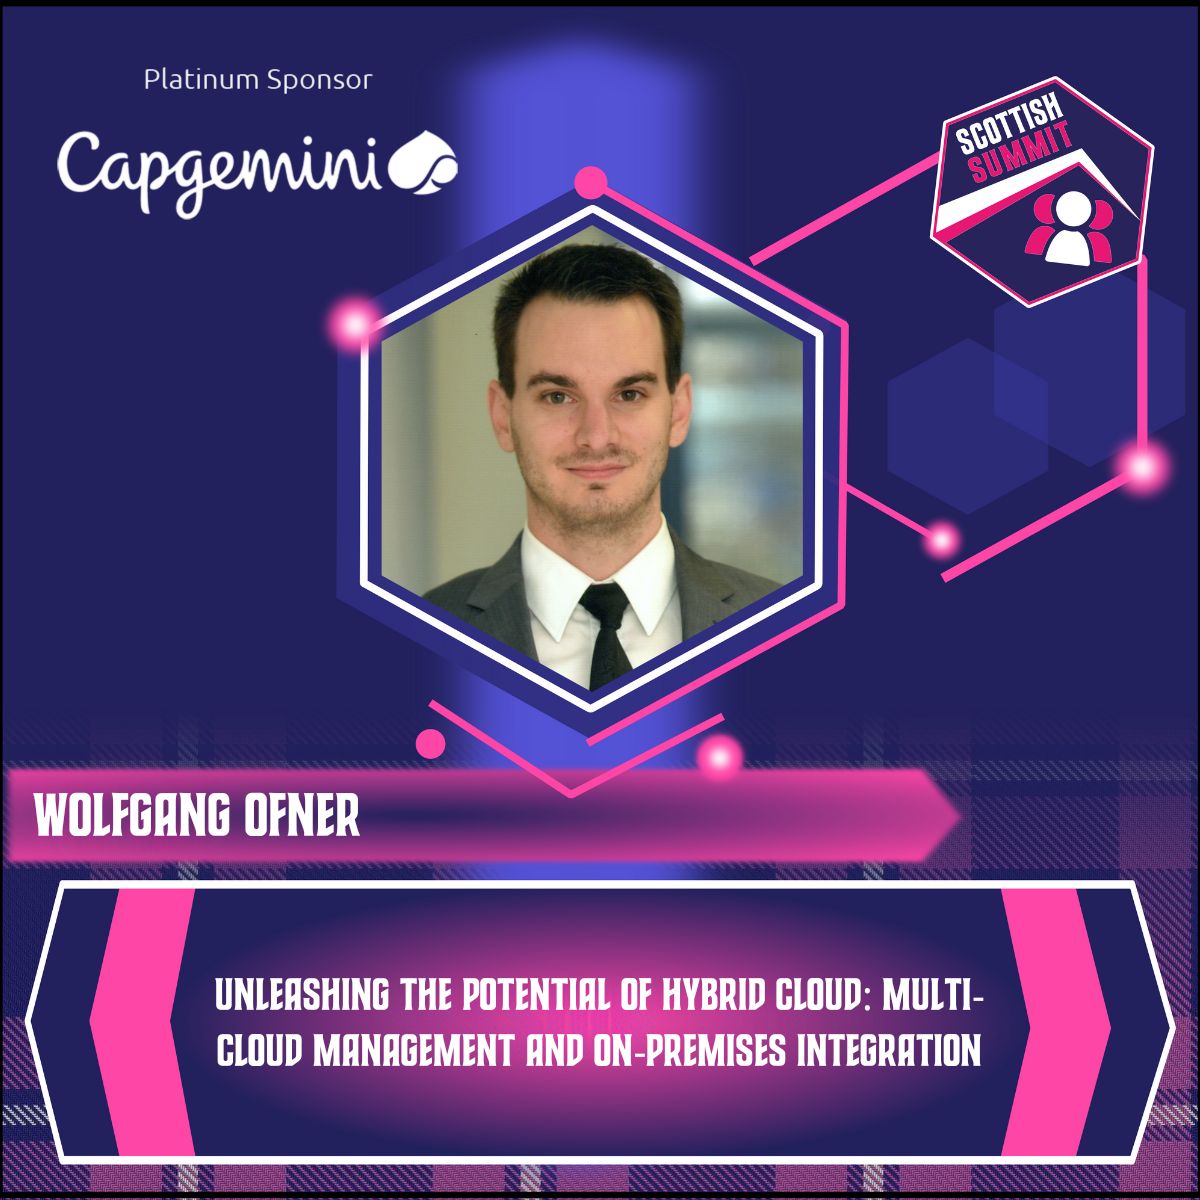 Platinum Sponsor
Capgemini
SCOTTISH
SUMMIT
WOLFGANG OFNER
UNLEASHING THE POTENTIAL OF HYBRID CLOUD: MULTI-
CLOUD MANAGEMENT AND ON-PREMISES INTEGRATION